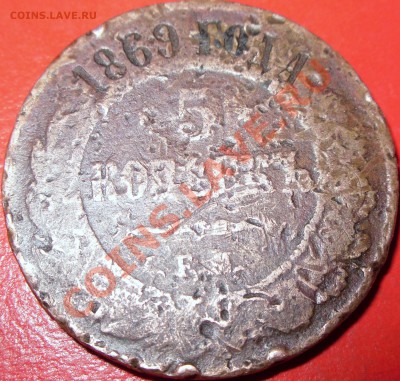 COINS.LAVE.RU
1869 ГОДА
5
КОПѢЕКЪ
Е.М.
COINS.LAVE.RU